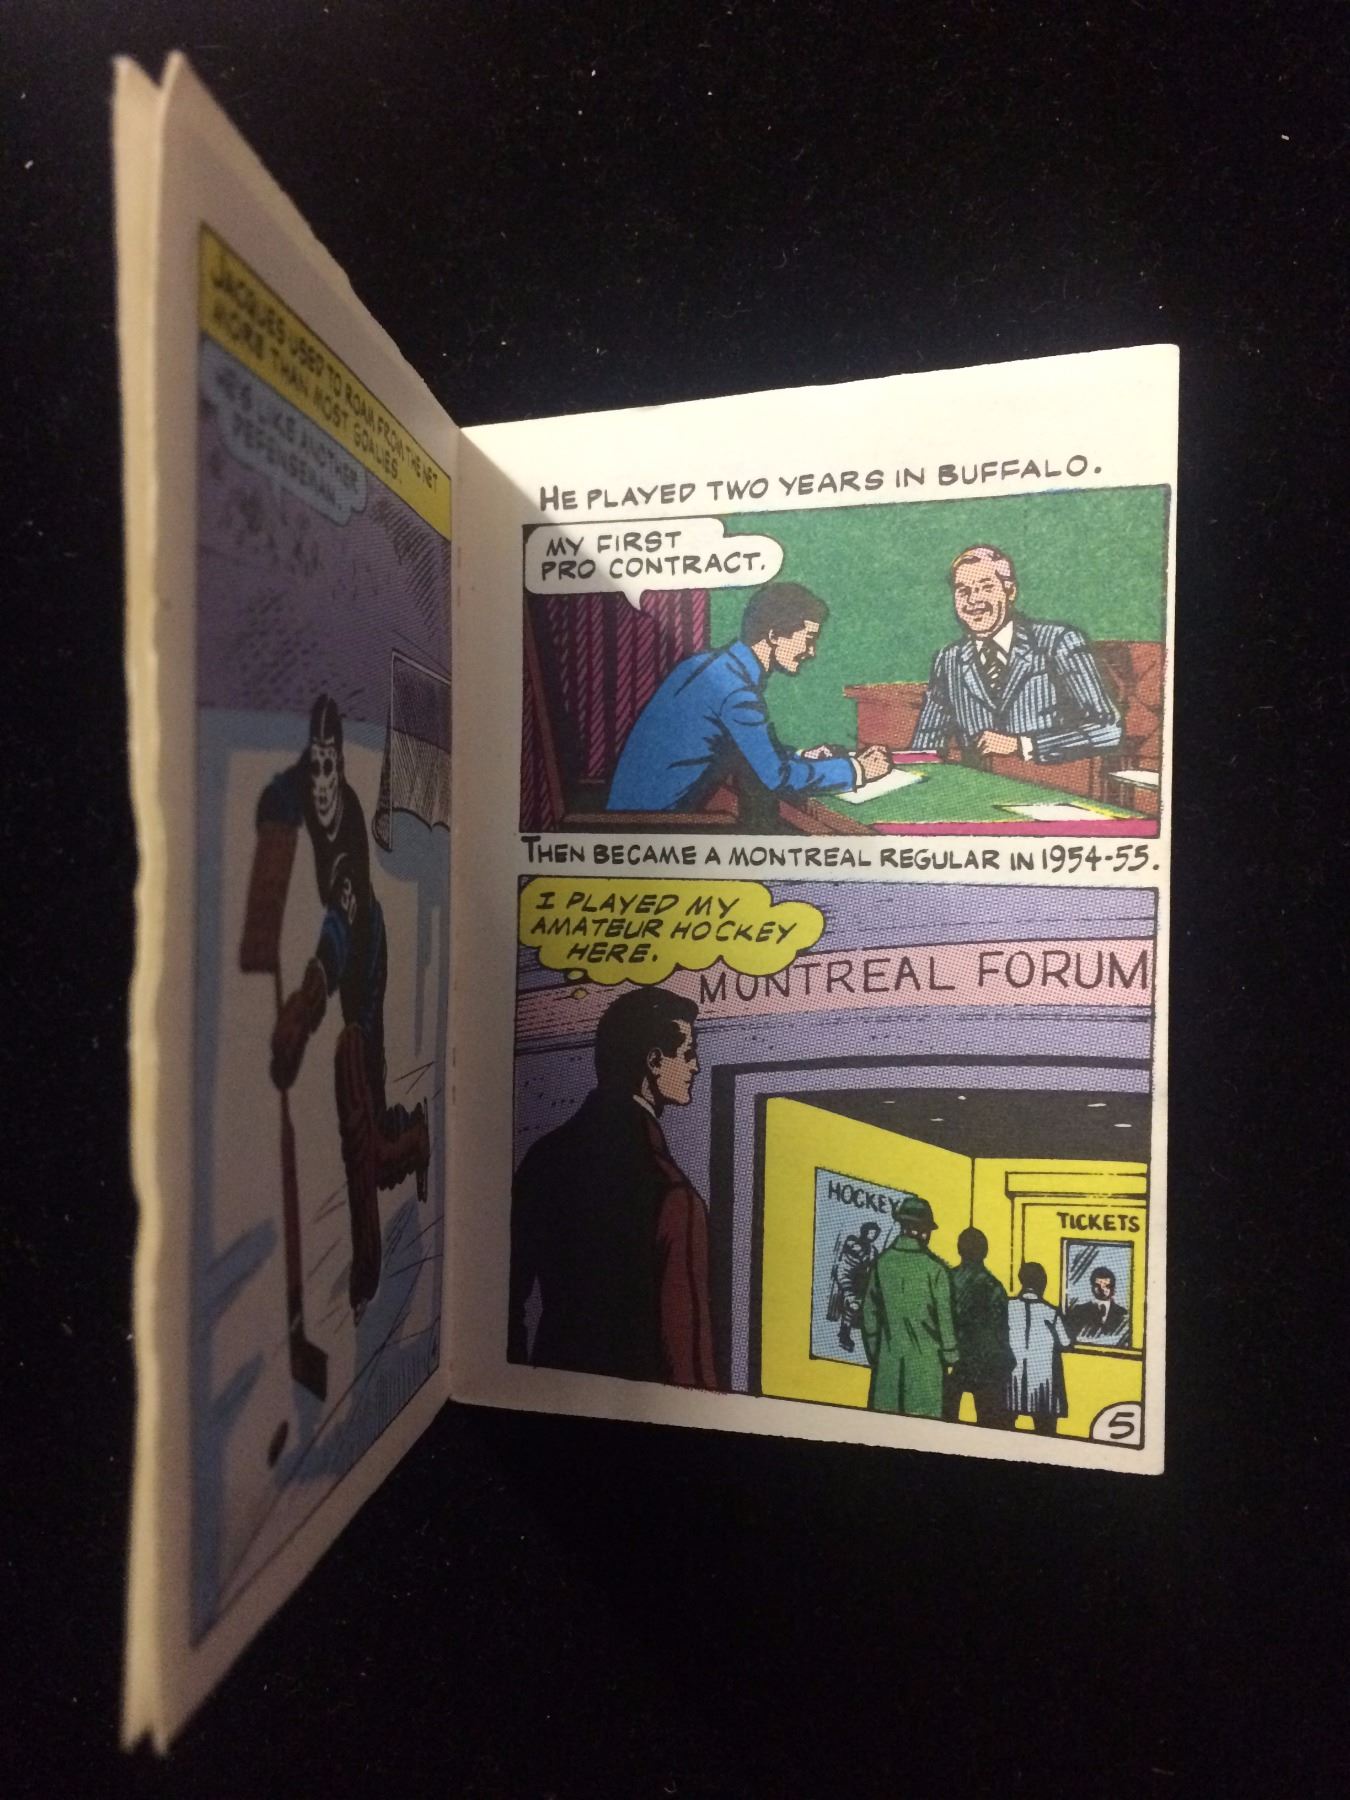 JACQUES USED TO ROAM FROM THE NET
MORE THAN MOST GOALIES.
HE'S LIKE ANOTHER
DEFENSEMAN.
30
HE PLAYED TWO YEARS IN BUFFALO.
MY FIRST
PRO CONTRACT.
THEN BECAME A MONTREAL REGULAR IN 1954-55.
I PLAYED MY
AMATEUR HOCKEY
HERE.
MONTREAL FORUM
HOCKEY
TICKETS
5